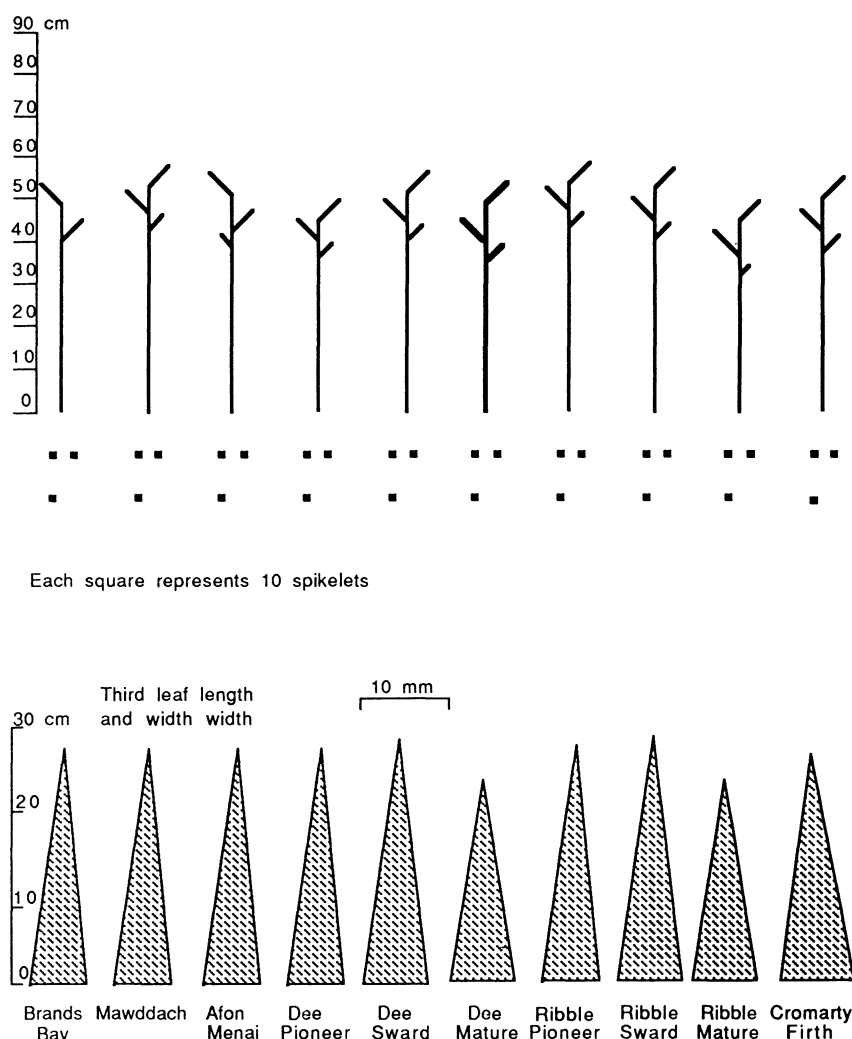 90 cm
80
70
60
50
40
30
20
10
0
Each square represents 10 spikelets
Third leaf length
and width width
10 mm
30 cm
20
10
0
Brands Bay
Mawddach
Afon Menai
Dee Pioneer
Dee Sward
Dee Mature
Ribble Pioneer
Ribble Sward
Ribble Mature
Cromarty Firth